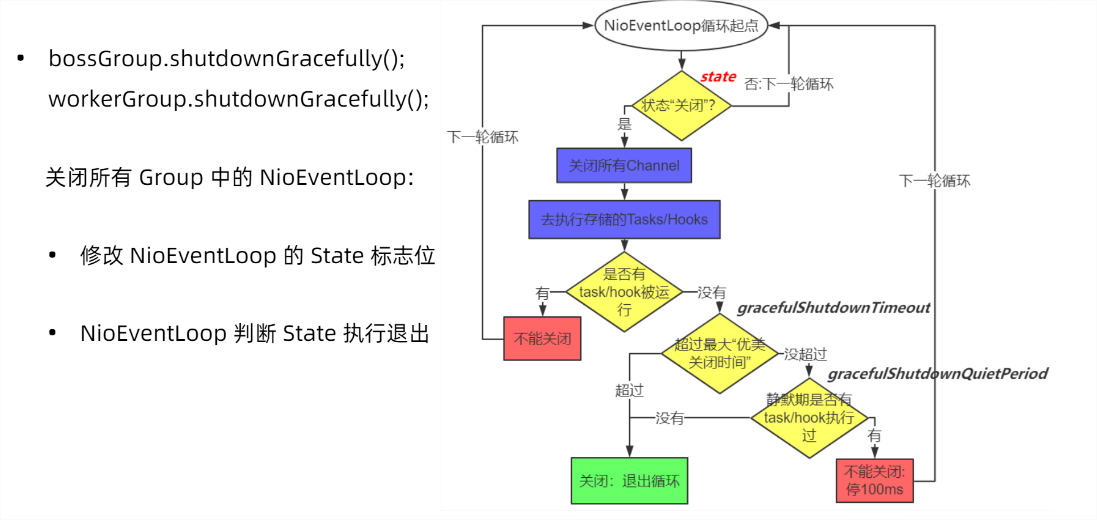 • bossGroup.shutdownGracefully();
workerGroup.shutdownGracefully();
关闭所有 Group 中的 NioEventLoop:
• 修改 NioEventLoop 的 State 标志位
• NioEventLoop 判断 State 执行退出
NioEventLoop循环起点
state
状态“关闭”?
否:下一轮循环
是
下一轮循环
关闭所有Channel
下一轮循环
去执行存储的Tasks/Hooks
是否有
task/hook被运
行
有
没有
不能关闭
gracefulShutdownTimeout
超过最大“优美
关闭时间”
没超过
gracefulShutdownQuietPeriod
超过
静默期是否有
task/hook执行
过
没有
有
关闭：退出循环
不能关闭:
停100ms